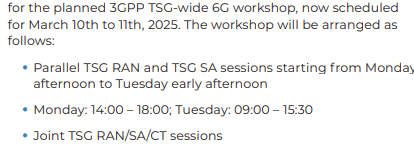 for the planned 3GPP TSG-wide 6G workshop, now scheduled
for March 10th to 11th, 2025. The workshop will be arranged as
follows:
• Parallel TSG RAN and TSG SA sessions starting from Monday
afternoon to Tuesday early afternoon
• Monday: 14:00 – 18:00; Tuesday: 09:00 – 15:30
• Joint TSG RAN/SA/CT sessions